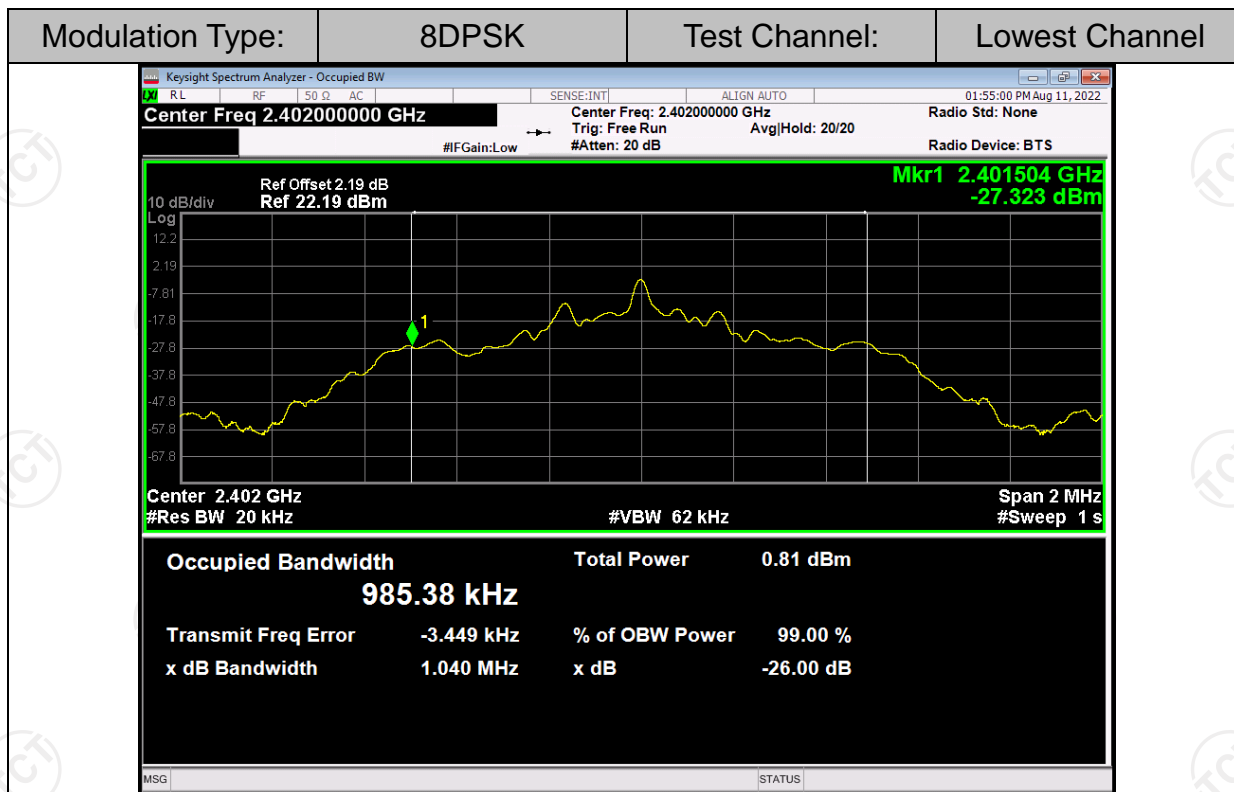 Modulation Type: 8DPSK Test Channel: Lowest Channel
Keysight Spectrum Analyzer - Occupied BW
LXI RL RF 50 Ω AC SENSE:INT ALIGN AUTO 01:55:00 PM Aug 11, 2022
Center Freq 2.402000000 GHz Center Freq: 2.402000000 GHz Radio Std: None
Trig: Free Run Avg|Hold: 20/20
#IFGain:Low #Atten: 20 dB Radio Device: BTS
Mkr1 2.401504 GHz
-27.323 dBm
Ref Offset 2.19 dB
10 dB/div Ref 22.19 dBm
Log
12.2
2.19
-7.81
-17.8
1
-27.8
-37.8
-47.8
-57.8
-67.8
Center 2.402 GHz Span 2 MHz
#Res BW 20 kHz #VBW 62 kHz #Sweep 1 s
Occupied Bandwidth Total Power 0.81 dBm
985.38 kHz
Transmit Freq Error -3.449 kHz % of OBW Power 99.00 %
x dB Bandwidth 1.040 MHz x dB -26.00 dB
MSG STATUS
TCT
TCT
TCT
TCT